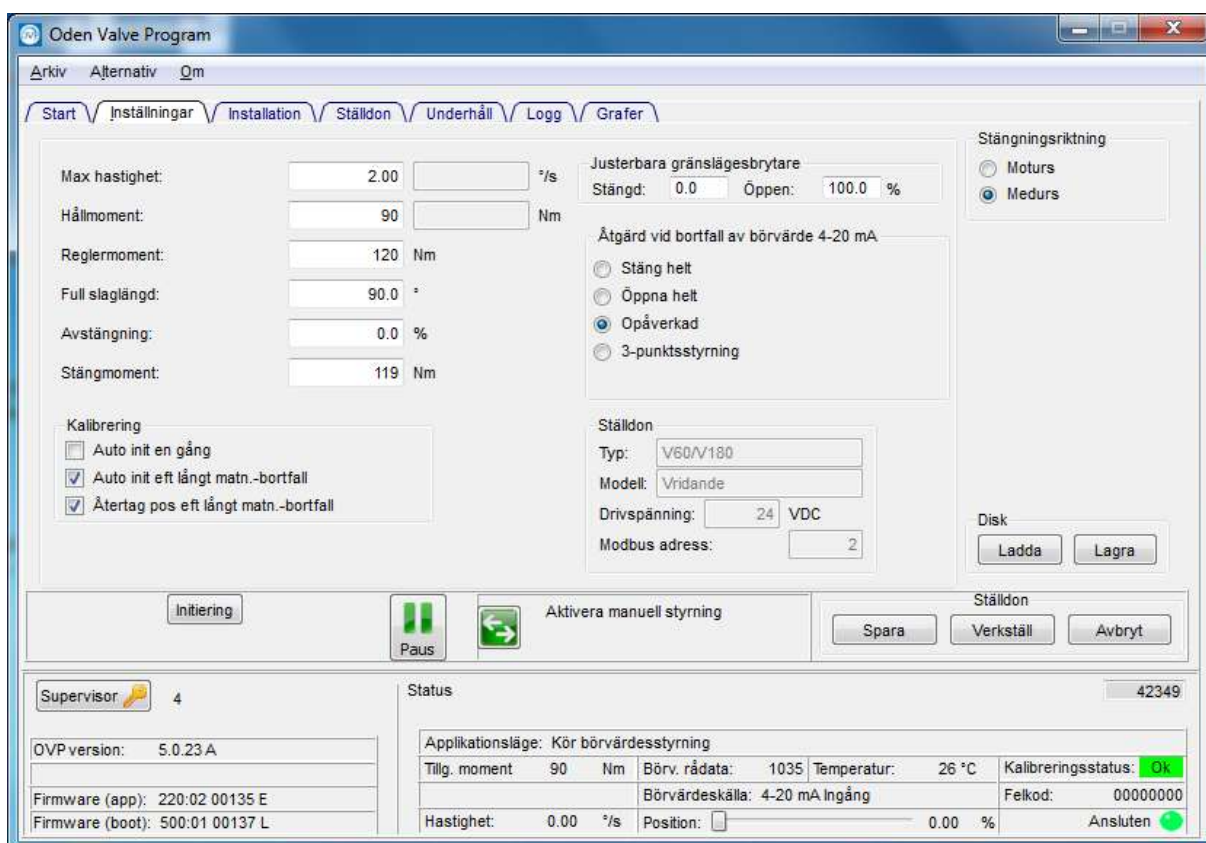 Oden Valve Program
Arkiv Alternativ Om
Start Inställningar Installation Ställdon Underhåll Logg Grafer
Max hastighet: 2.00 °/s
Hållmoment: 90 Nm
Reglermoment: 120 Nm
Full slaglängd: 90.0 °
Avstängning: 0.0 %
Stängmoment: 119 Nm
Kalibrering
Auto init en gång
Auto init eft långt matn.-bortfall
Återtag pos eft långt matn.-bortfall
Justerbara gränslägesbrytare
Stängd: 0.0 Öppen: 100.0 %
Åtgärd vid bortfall av börvärde 4-20 mA
Stäng helt
Öppna helt
Opåverkad
3-punktsstyrning
Ställdon
Typ: V60/V180
Modell: Vridande
Drivspänning: 24 VDC
Modbus adress: 2
Stängningsriktning
Moturs
Medurs
Disk
Ladda Lagra
Initiering
Paus
Aktivera manuell styrning
Ställdon
Spara Verkställ Avbryt
Supervisor 4
OVP version: 5.0.23 A
Firmware (app): 220:02 00135 E
Firmware (boot): 500:01 00137 L
Status 42349
Applikationsläge: Kör börvärdesstyrning
Tillg. moment 90 Nm Börv. rådata: 1035 Temperatur: 26 °C Kalibreringsstatus: Ok
Börvärdeskälla: 4-20 mA Ingång Felkod: 00000000
Hastighet: 0.00 °/s Position: 0.00 % Ansluten